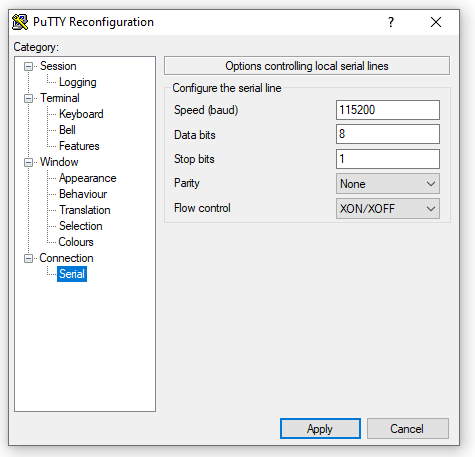 PuTTY Reconfiguration
Category:
Session
Logging
Terminal
Keyboard
Bell
Features
Window
Appearance
Behaviour
Translation
Selection
Colours
Connection
Serial
Options controlling local serial lines
Configure the serial line
Speed (baud) 115200
Data bits 8
Stop bits 1
Parity None
Flow control XON/XOFF
Apply Cancel